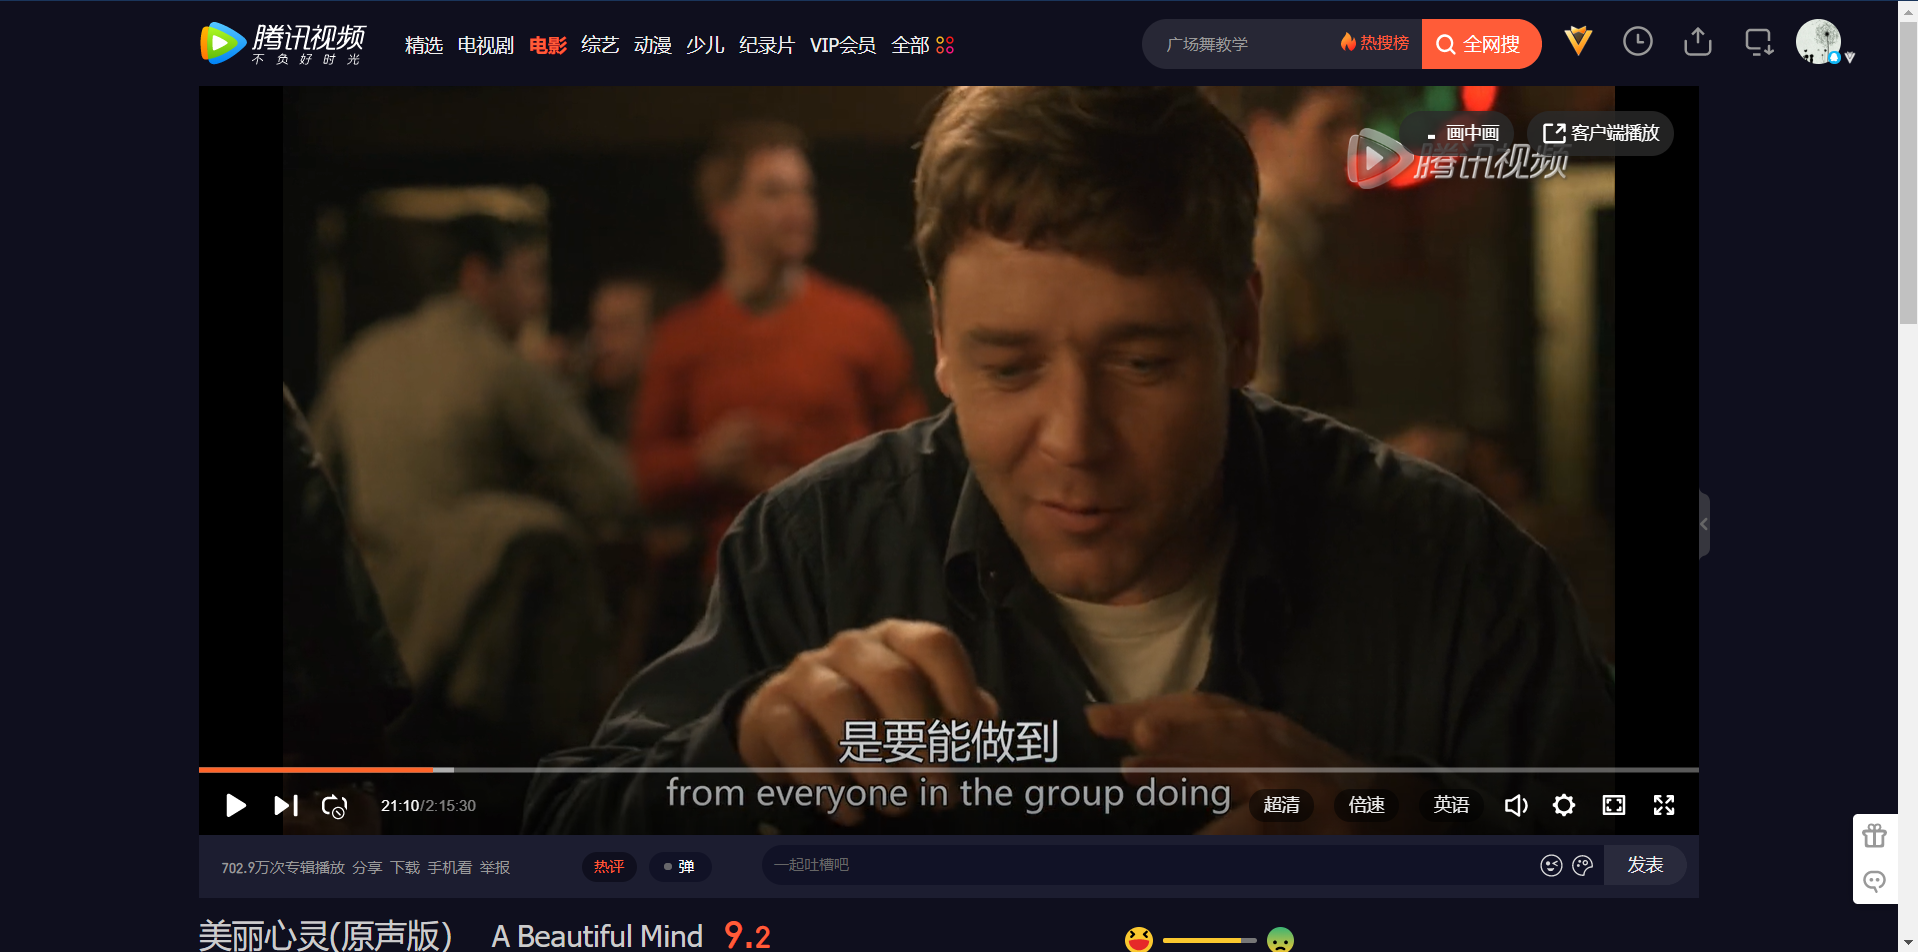 腾讯视频
不负好时光
精选 电视剧 电影 综艺 动漫 少儿 纪录片 VIP会员 全部
广场舞教学 热搜榜 全网搜
画中画 客户端播放
腾讯视频
是要能做到
from everyone in the group doing
21:10/2:15:30 超清 倍速 英语
702.9万次专辑播放 分享 下载 手机看 举报 热评 弹 一起吐槽吧 发表
美丽心灵(原声版) A Beautiful Mind 9.2